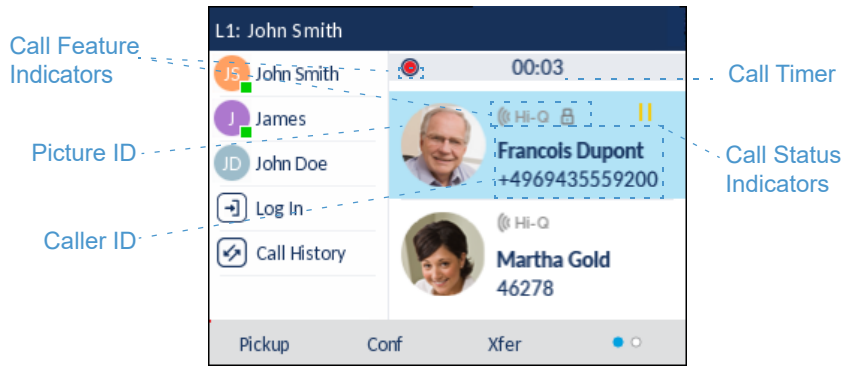 L1: John Smith
Call Feature
Indicators
JS John Smith
00:03
Call Timer
J James
Hi-Q
Picture ID
JD John Doe
Francois Dupont
+4969435559200
Call Status
Indicators
Caller ID
Log In
Hi-Q
Call History
Martha Gold
46278
Pickup Conf Xfer